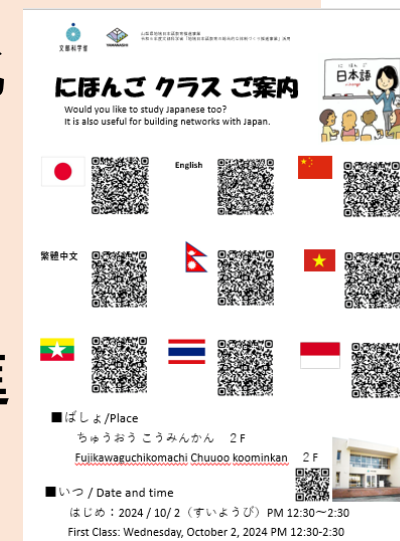 文部科学省
YAMANASHI
にほんご クラス ご案内
Would you like to study Japanese too?
It is also useful for building networks with Japan.
日本語
English
繁體中文
■ばしょ/Place
ちゅうおう こうみんかん 2F
Fujikawaguchikomachi Chuuoo koominkan 2F
■いつ / Date and time
はじめ：2024 / 10/ 2（すいようび）PM 12:30～2:30
First Class: Wednesday, October 2, 2024 PM 12:30-2:30